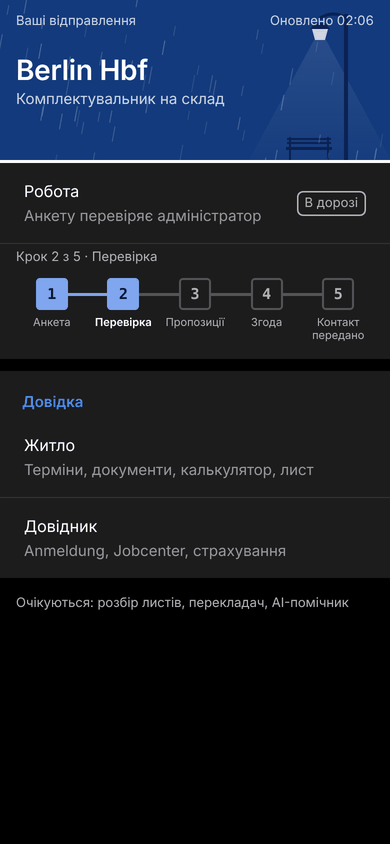 Ваші відправлення
Оновлено 02:06
Berlin Hbf
Комплектувальник на склад
Робота
В дорозі
Анкету перевіряє адміністратор
Крок 2 з 5 · Перевірка
1
2
3
4
5
Анкета
Перевірка
Пропозиції
Згода
Контакт
передано
Довідка
Житло
Терміни, документи, калькулятор, лист
Довідник
Anmeldung, Jobcenter, страхування
Очікуються: розбір листів, перекладач, AI-помічник